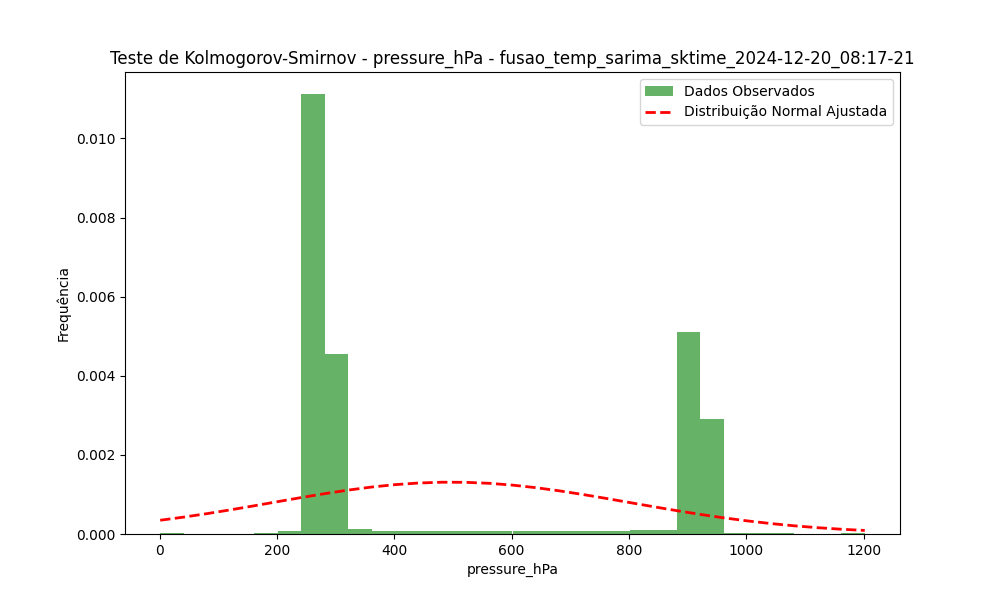 Teste de Kolmogorov-Smirnov - pressure_hPa - fusao_temp_sarima_sktime_2024-12-20_08:17-21
Dados Observados
Distribuição Normal Ajustada
Frequência
0.010
0.008
0.006
0.004
0.002
0.000
0 200 400 600 800 1000 1200
pressure_hPa